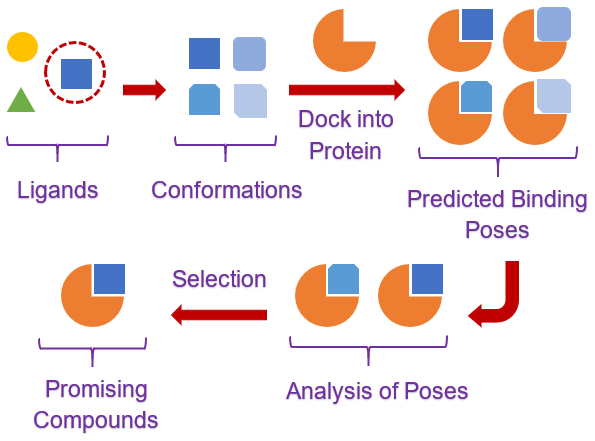 Dock into
Protein
Ligands
Conformations
Predicted Binding
Poses
Selection
Analysis of Poses
Promising
Compounds